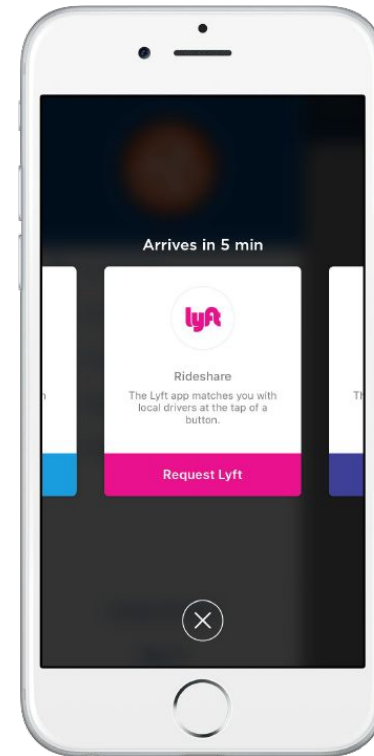 Arrives in 5 min
lyft
Rideshare
The Lyft app matches you with
local drivers at the tap of a
button.
Request Lyft